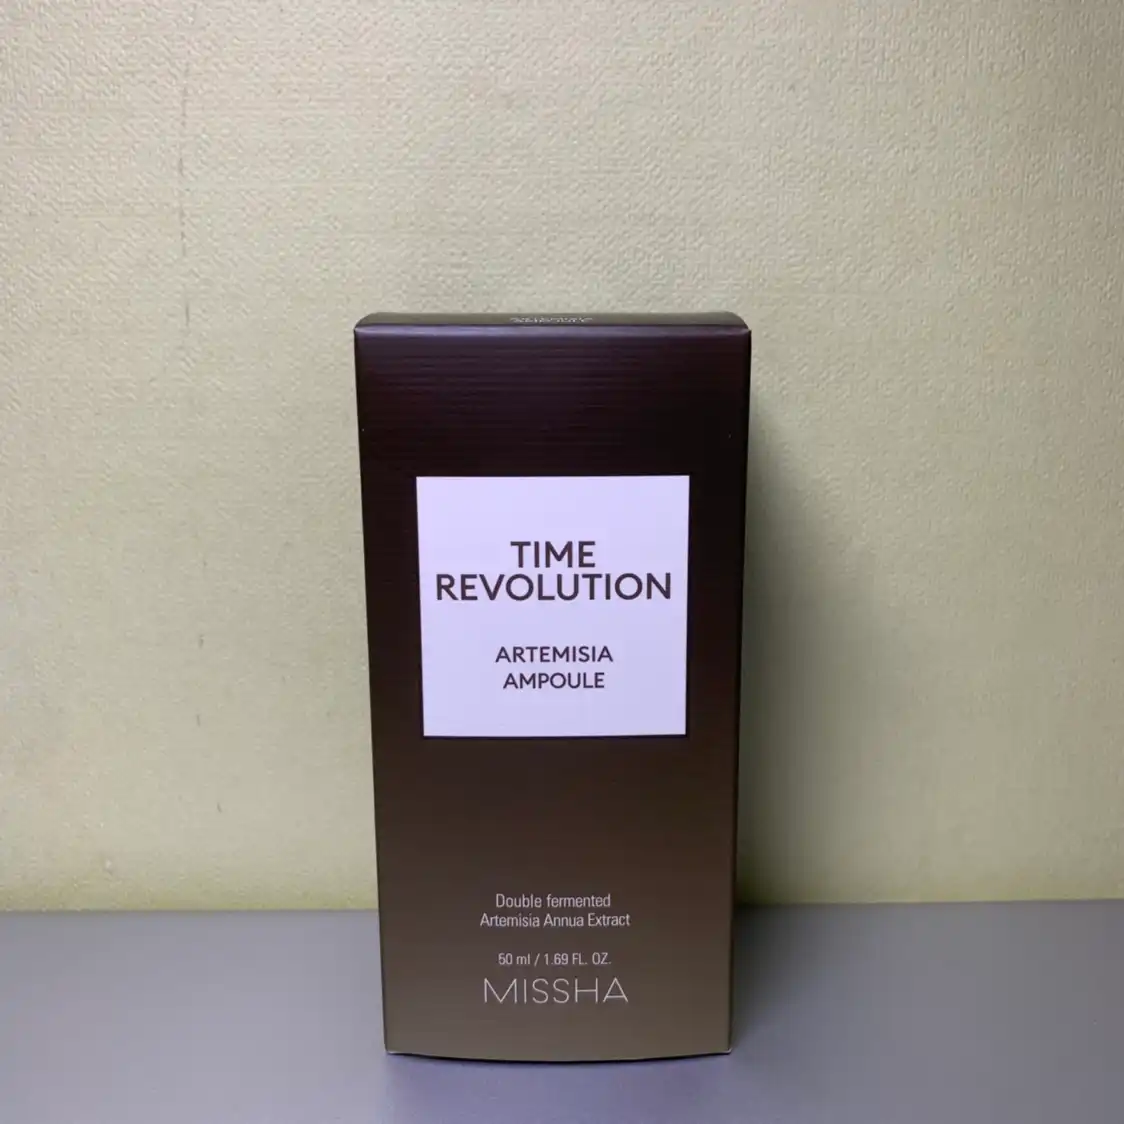 TIME
REVOLUTION
ARTEMISIA
AMPOULE
Double fermented
Artemisia Annua Extract
50 ml / 1.69 FL. OZ.
MISSHA